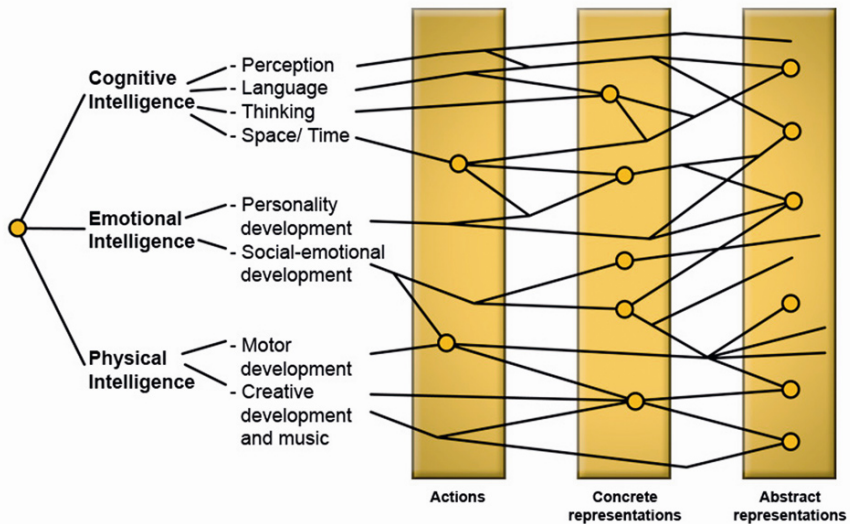 Cognitive
Intelligence
- Perception
- Language
- Thinking
- Space/ Time
Emotional
Intelligence
- Personality
development
- Social-emotional
development
Physical
Intelligence
- Motor
development
- Creative
development
and music
Actions
Concrete
representations
Abstract
representations